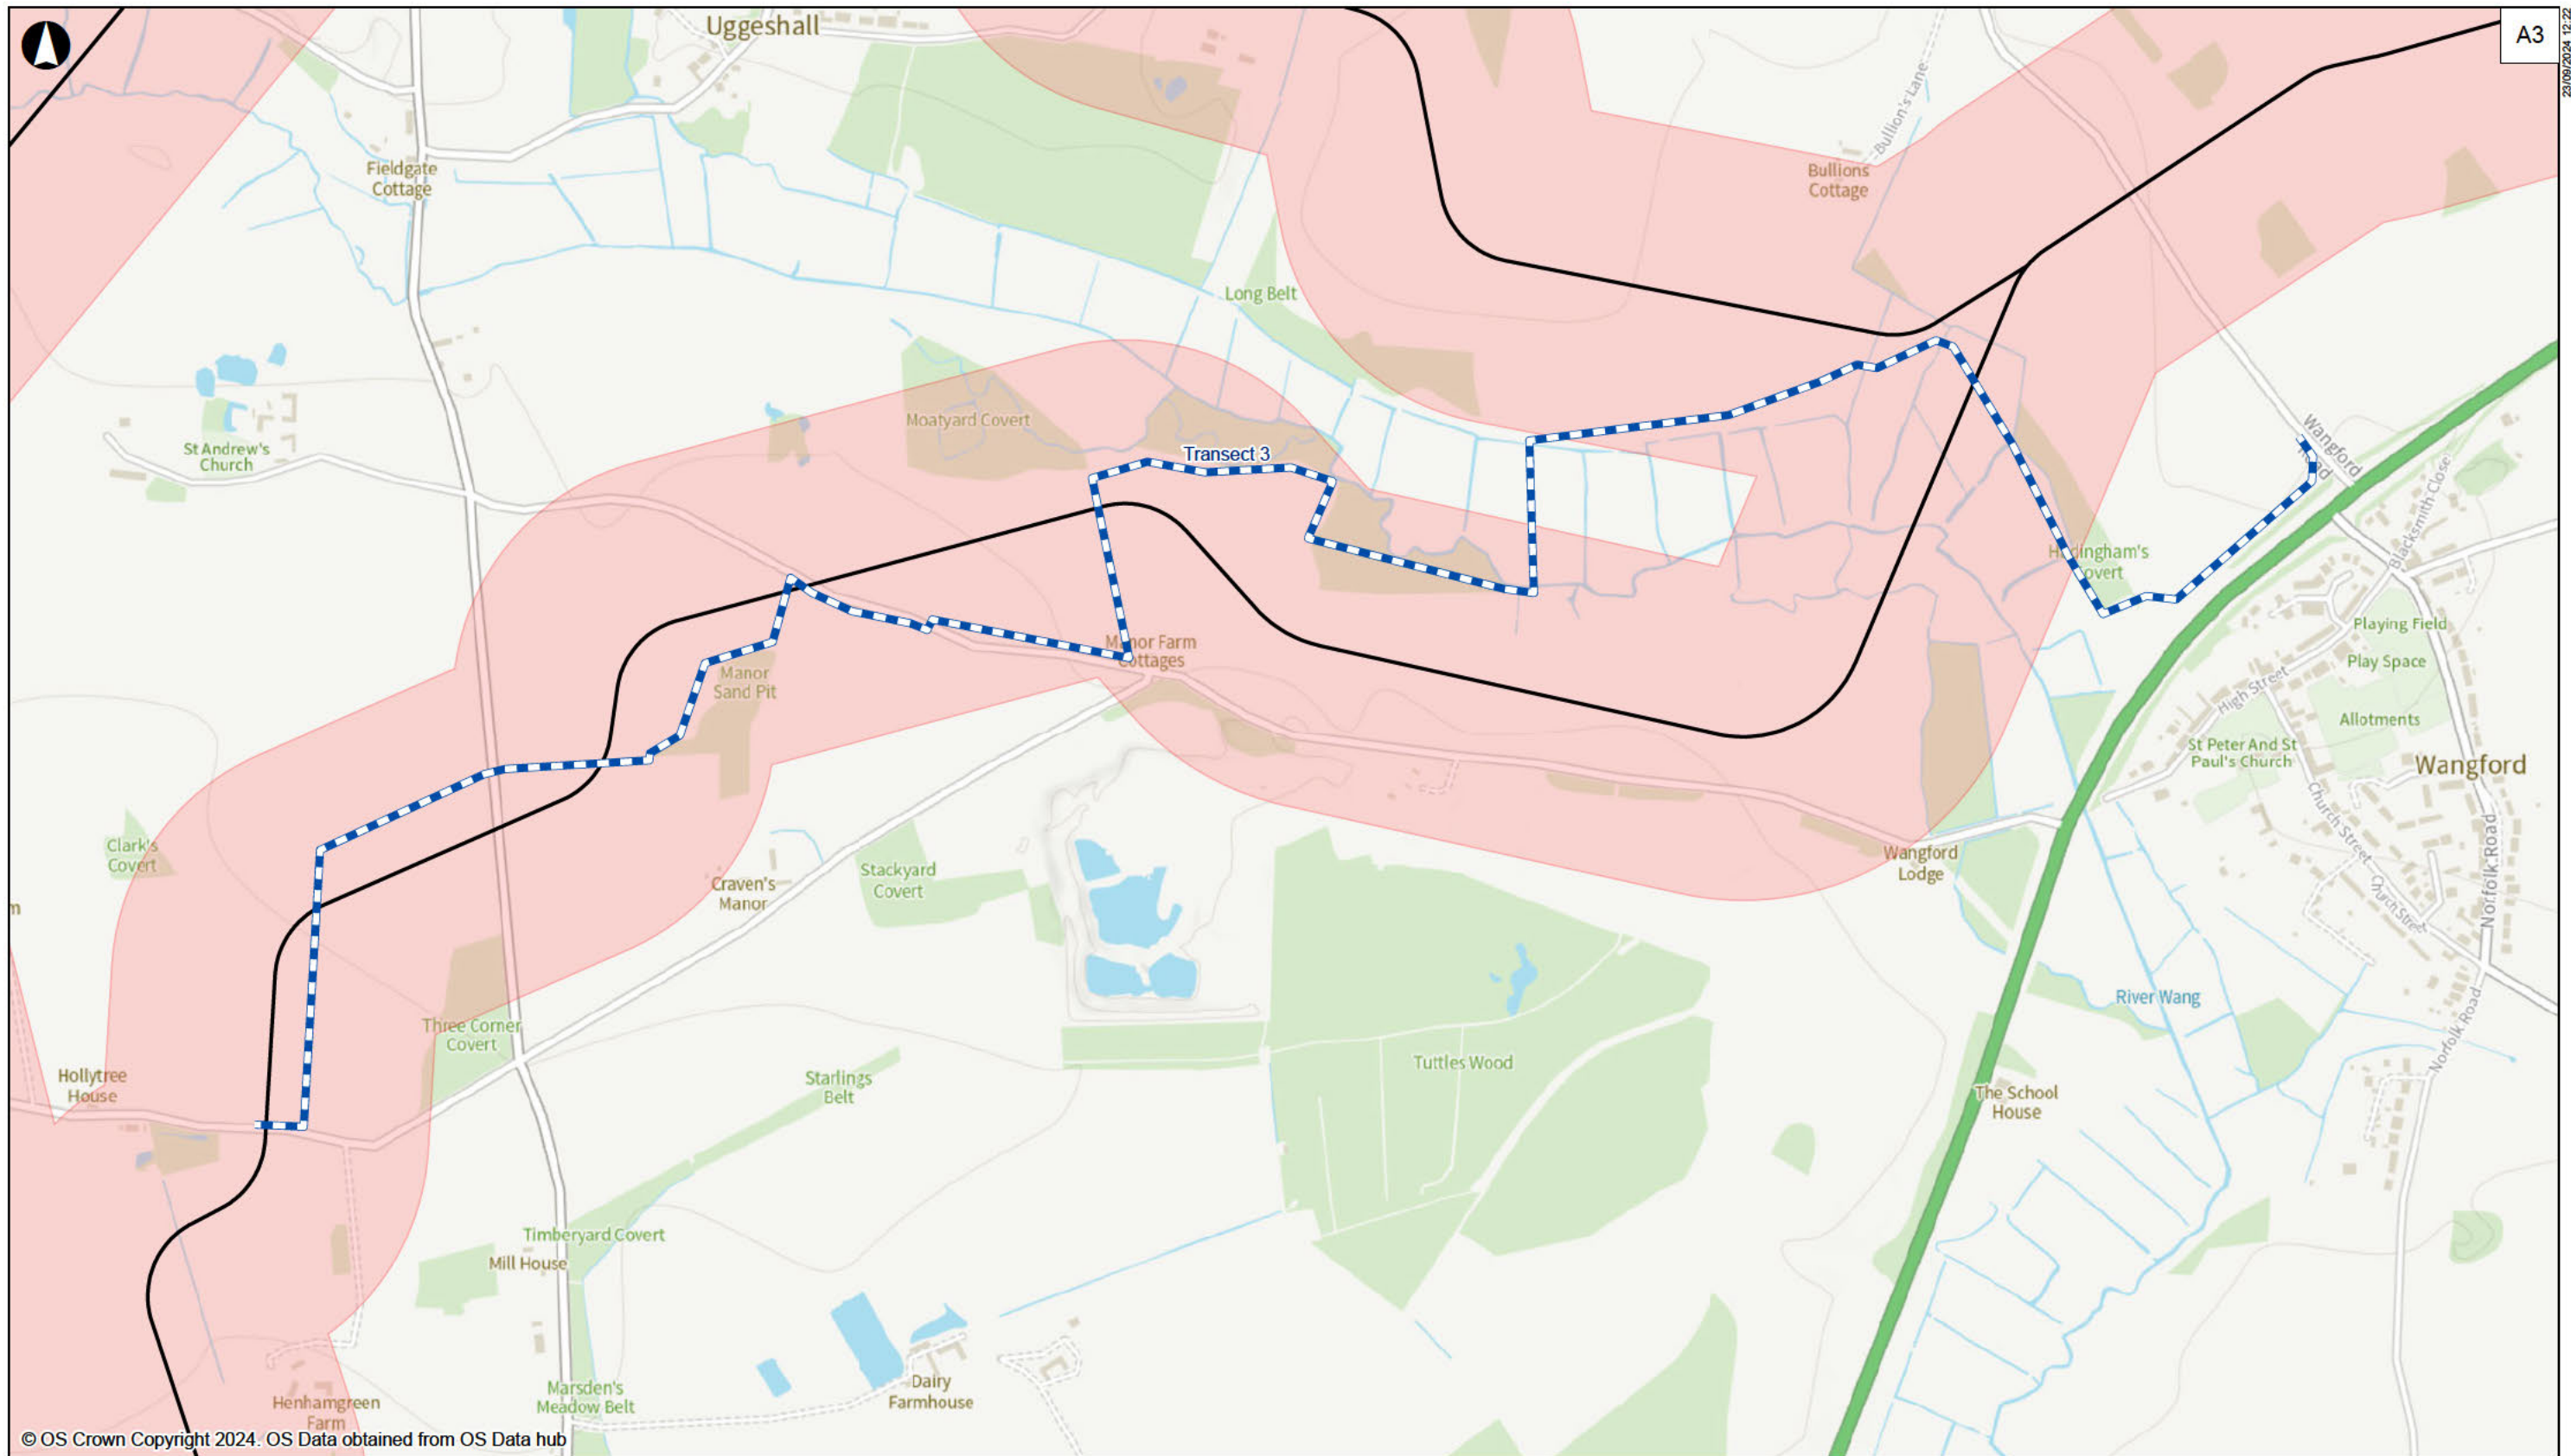 Uggeshall
A3
23/09/2024 12:22
Fieldgate
Cottage
Bullion's Lane
Bullions
Cottage
Long Belt
St Andrew's
Church
Moatyard Covert
Transect 3
Wangford
Road
Blacksmith Close
Manor Farm
Cottages
Manor
Sand Pit
Playing Field
Play Space
High Street
Allotments
St Peter And St
Paul's Church
Wangford
Church Street
Church Street
Norfolk Road
Clark's
Covert
Craven's
Manor
Stackyard
Covert
Wangford
Lodge
m
River Wang
Three Corner
Covert
Norfolk Road
Hollytree
House
Starlings
Belt
Tuttles Wood
The School
House
Timberyard Covert
Mill House
Dairy
Farmhouse
Marsden's
Meadow Belt
Henhamgreen
Farm
© OS Crown Copyright 2024. OS Data obtained from OS Data hub